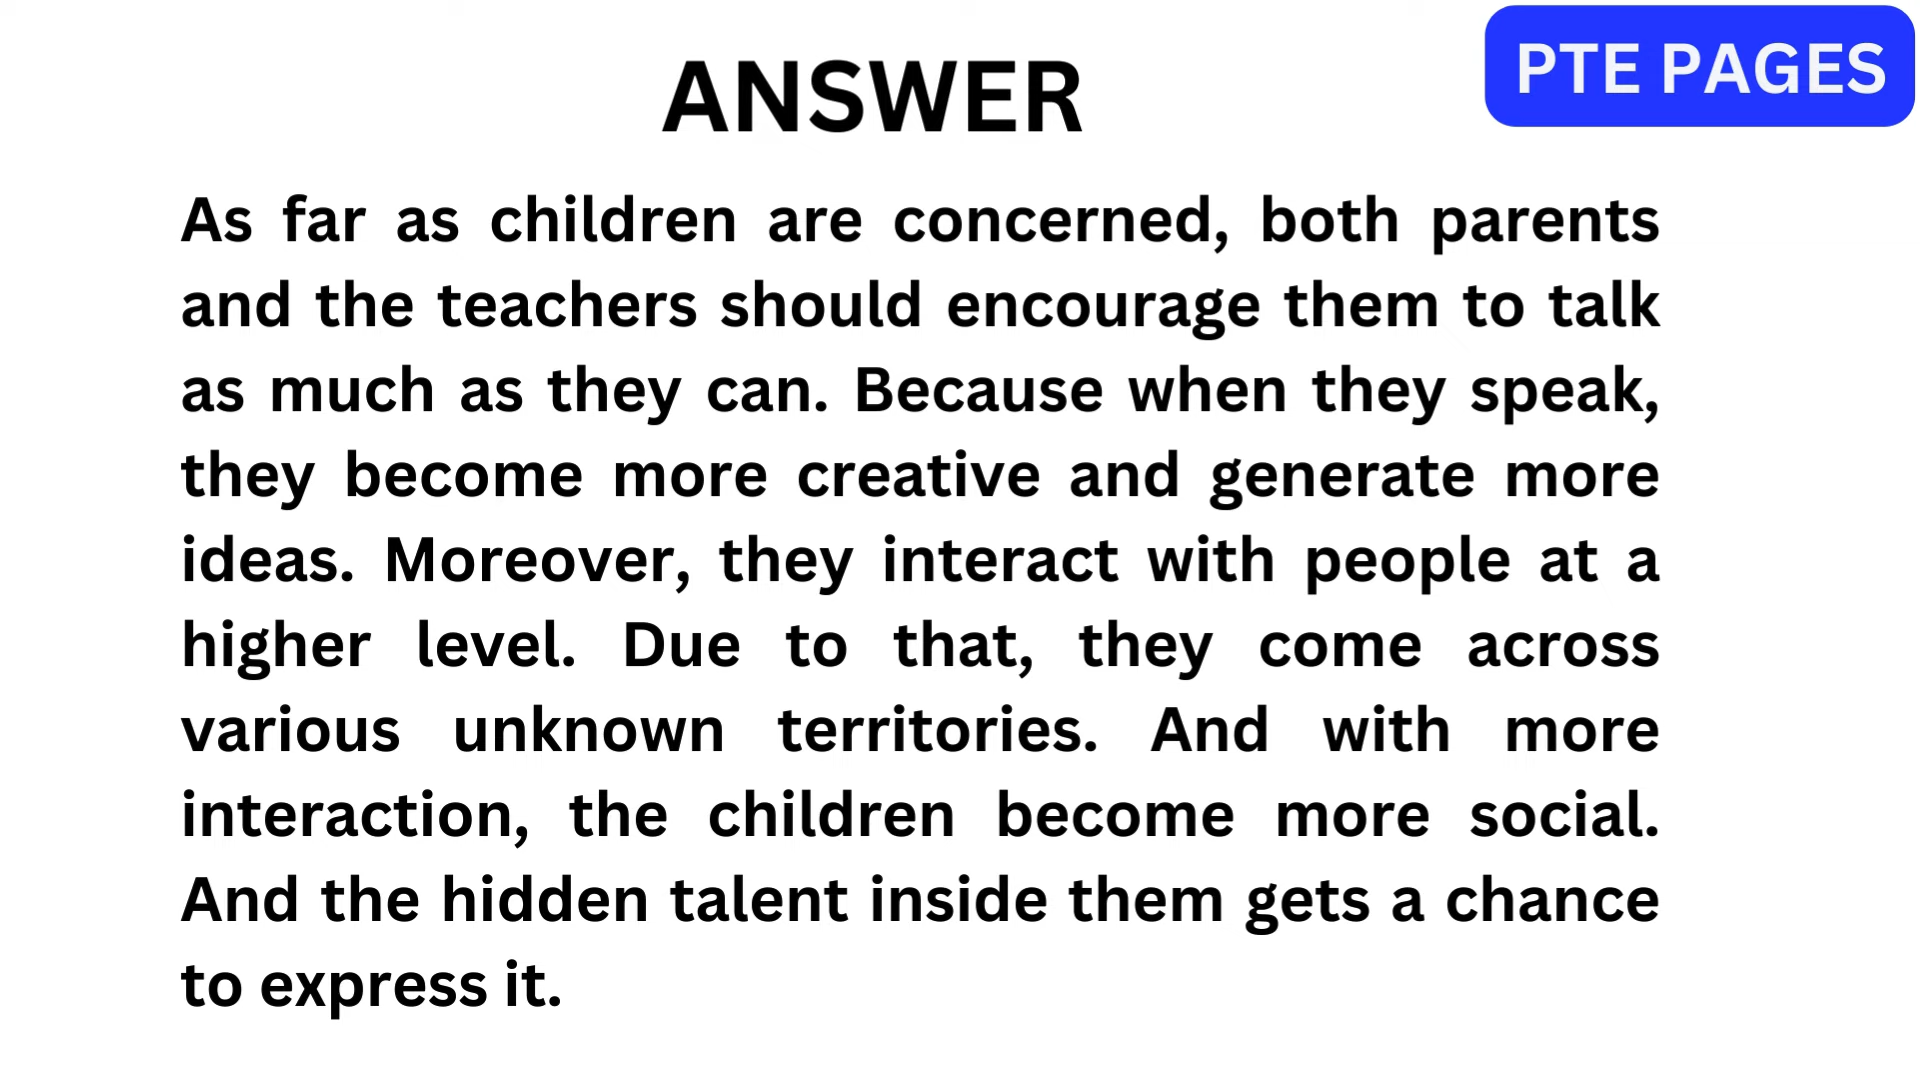 PTE PAGES
ANSWER
As far as children are concerned, both parents
and the teachers should encourage them to talk
as much as they can. Because when they speak,
they become more creative and generate more
ideas. Moreover, they interact with people at a
higher level. Due to that, they come across
various unknown territories. And with more
interaction, the children become more social.
And the hidden talent inside them gets a chance
to express it.